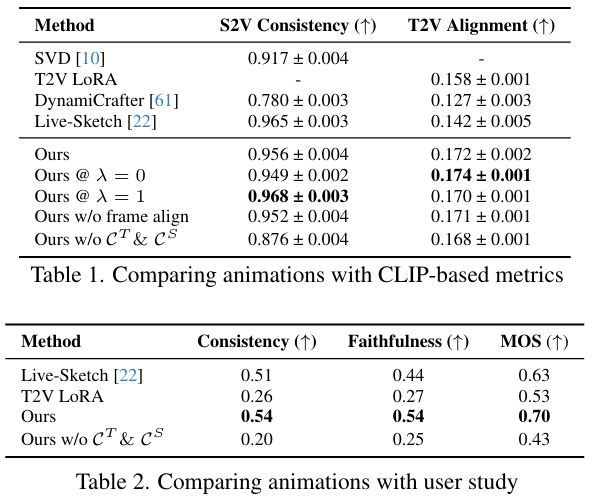 Method S2V Consistency (↑) T2V Alignment (↑)
SVD [10] 0.917 ± 0.004 -
T2V LoRA - 0.158 ± 0.001
DynamiCrafter [61] 0.780 ± 0.003 0.127 ± 0.003
Live-Sketch [22] 0.965 ± 0.003 0.142 ± 0.005
Ours 0.956 ± 0.004 0.172 ± 0.002
Ours @ λ = 0 0.949 ± 0.002 0.174 ± 0.001
Ours @ λ = 1 0.968 ± 0.003 0.170 ± 0.001
Ours w/o frame align 0.952 ± 0.004 0.171 ± 0.001
Ours w/o 𝒞ᵀ & 𝒞ˢ 0.876 ± 0.004 0.168 ± 0.001
Table 1. Comparing animations with CLIP-based metrics
Method Consistency (↑) Faithfulness (↑) MOS (↑)
Live-Sketch [22] 0.51 0.44 0.63
T2V LoRA 0.26 0.27 0.53
Ours 0.54 0.54 0.70
Ours w/o 𝒞ᵀ & 𝒞ˢ 0.20 0.25 0.43
Table 2. Comparing animations with user study